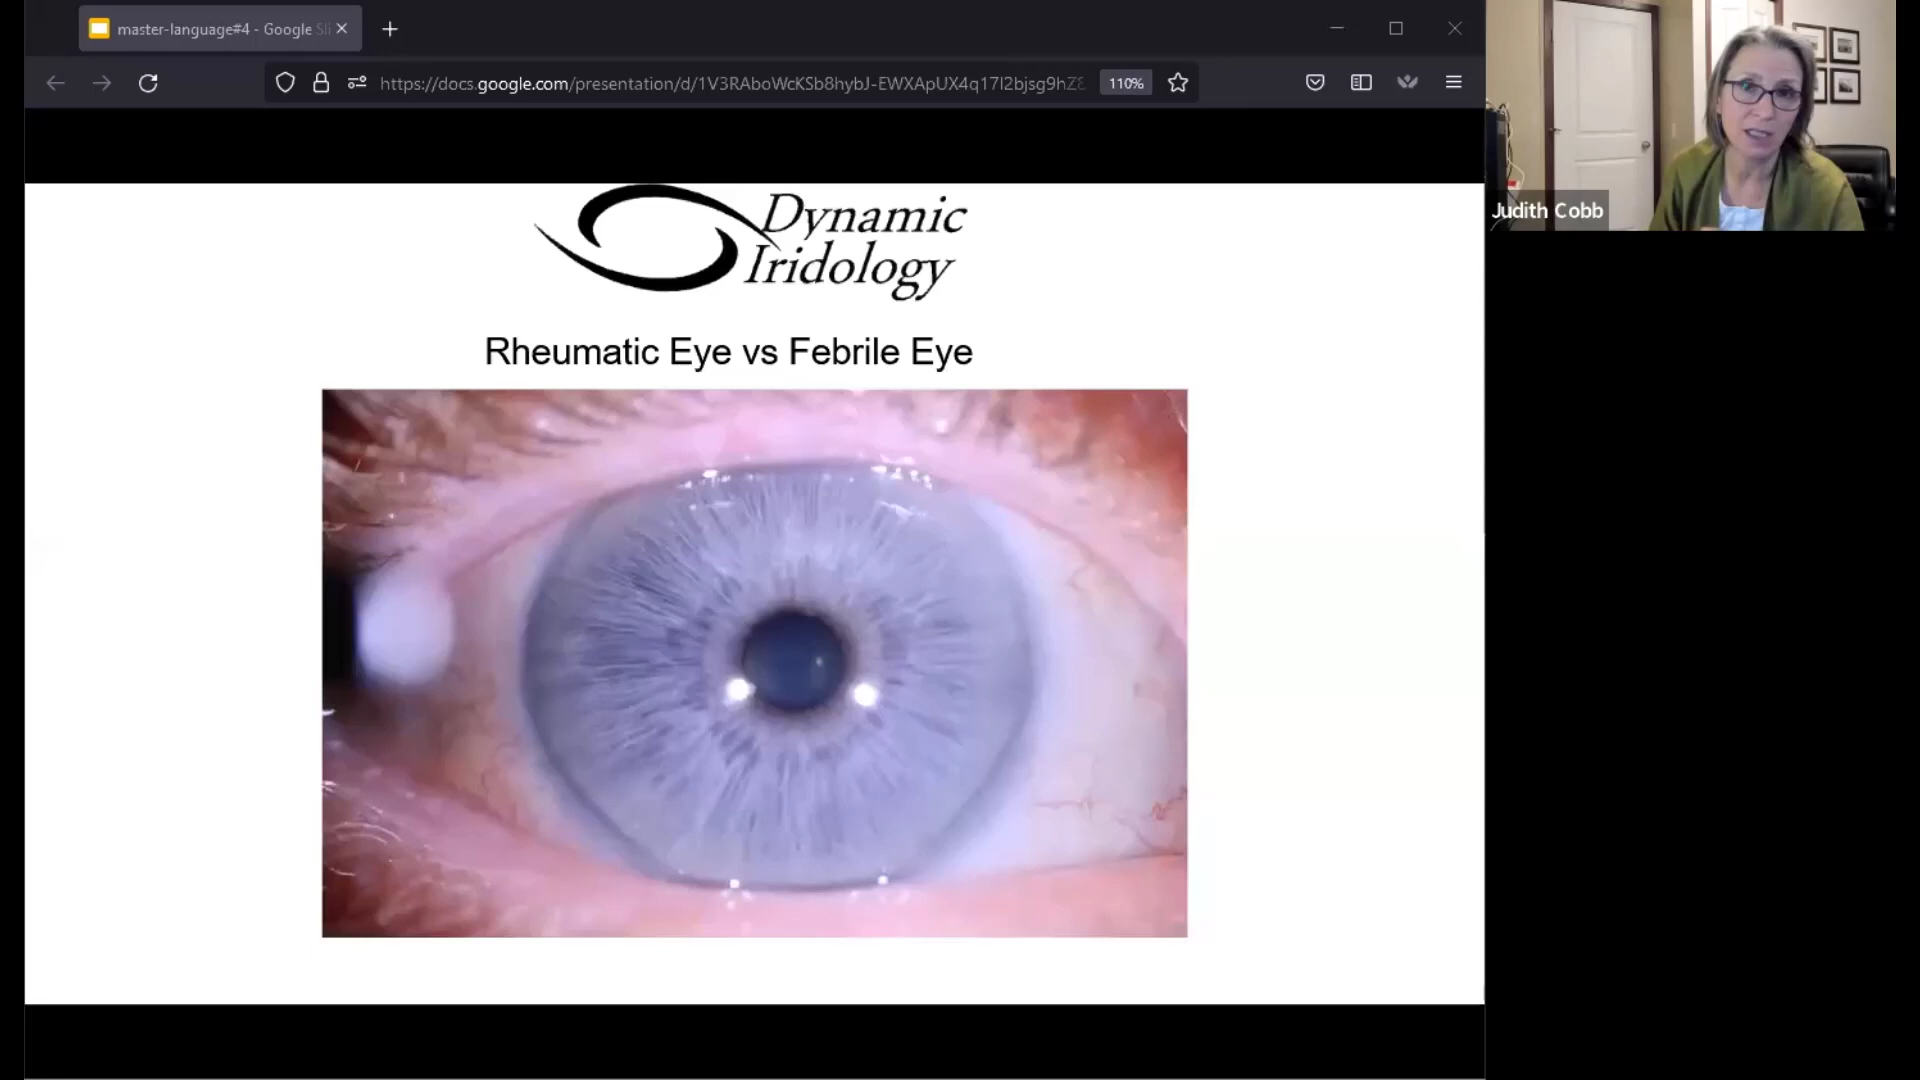 master-language#4 - Google Sli
https://docs.google.com/presentation/d/1V3RAboWcKSb8hybJ-EWXApUX4q17l2bjsg9hZ8
110%
Judith Cobb
Dynamic
Iridology
Rheumatic Eye vs Febrile Eye